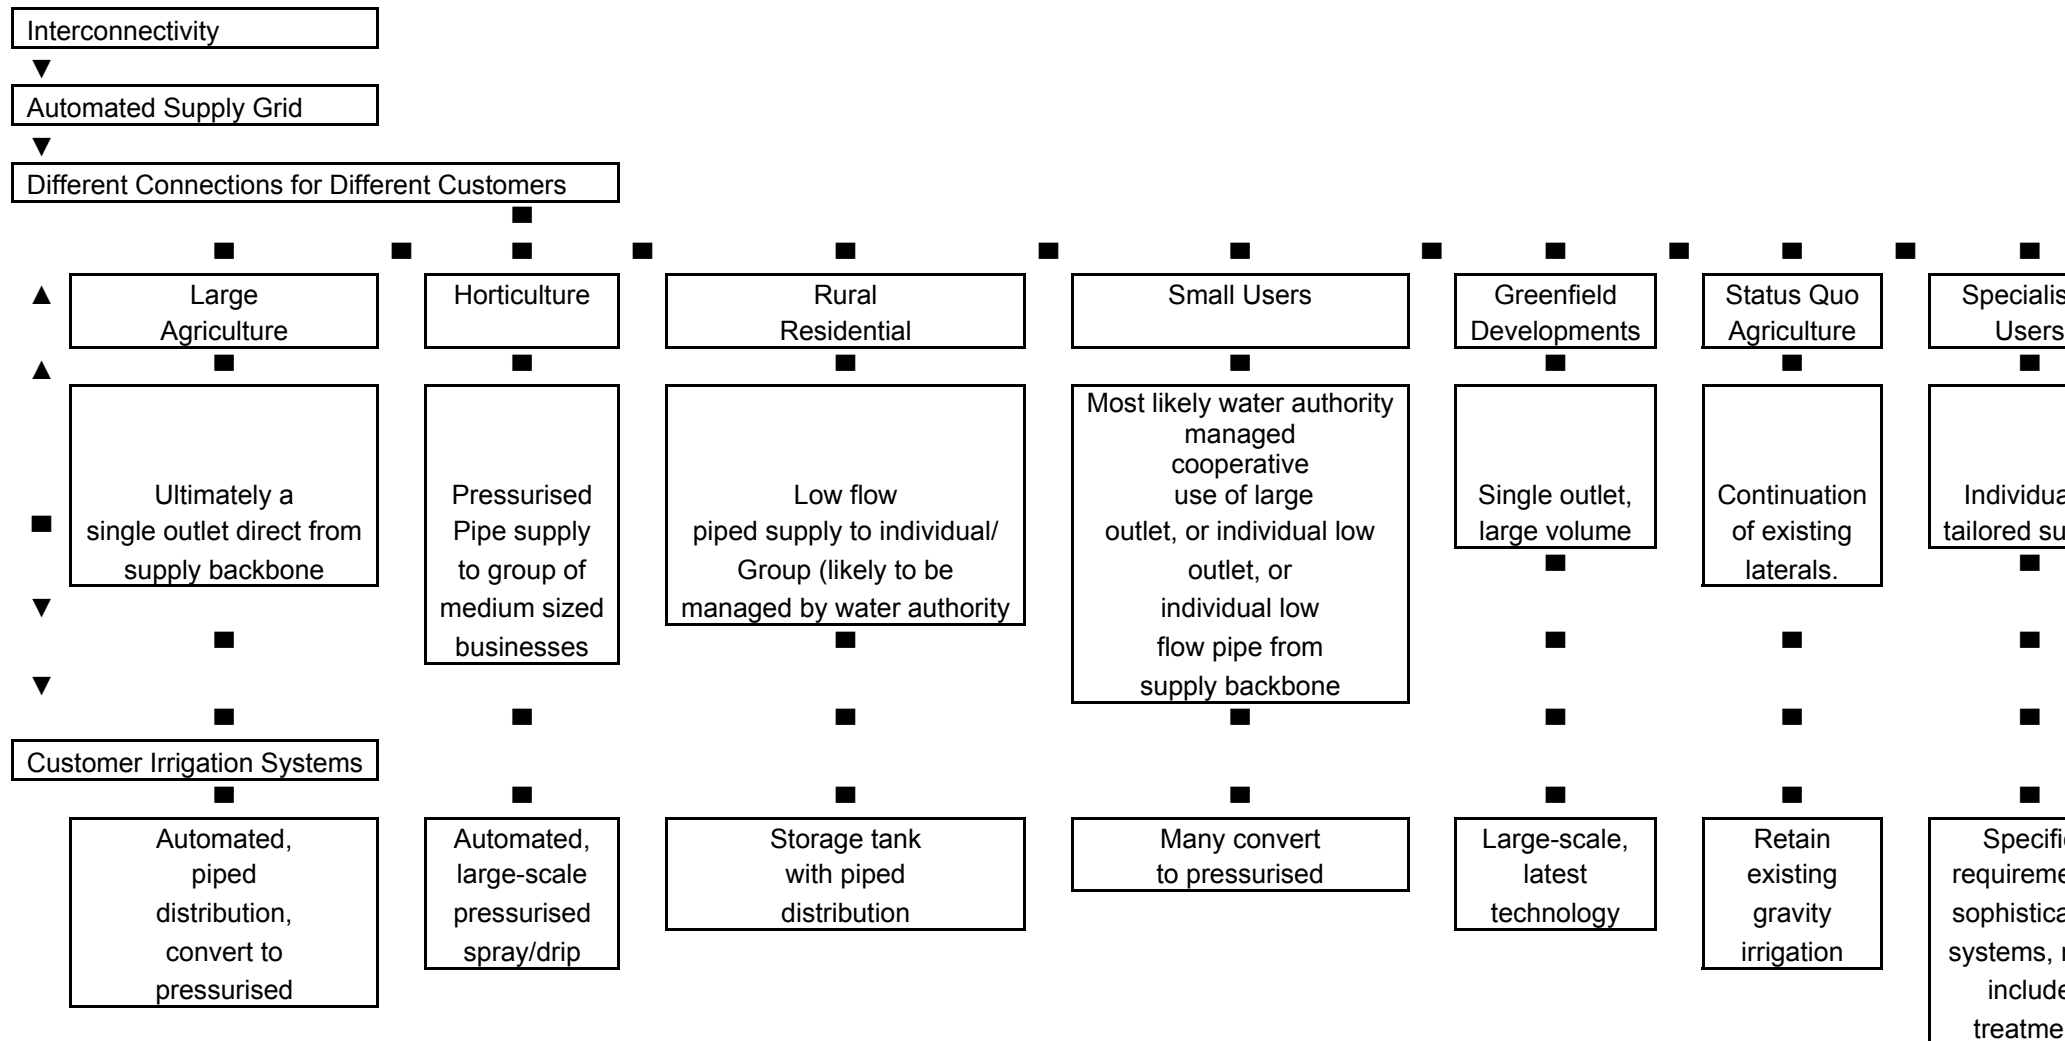 Interconnectivity
Automated Supply Grid
Different Connections for Different Customers
Large
Agriculture
Horticulture
Rural
Residential
Small Users
Greenfield
Developments
Status Quo
Agriculture
Users
Ultimately a
single outlet direct from
supply backbone
Pressurised
Pipe supply
to group of
medium sized
businesses
Low flow
piped supply to individual/
Group (likely to be
managed by water authority
Most likely water authority
managed
cooperative
use of large
outlet, or individual low
outlet, or
individual low
flow pipe from
supply backbone
Single outlet,
large volume
Continuation
of existing
laterals.
tailored
Customer Irrigation Systems
Automated,
piped
distribution,
convert to
pressurised
Automated,
large-scale
pressurised
spray/drip
Storage tank
with piped
distribution
Many convert
to pressurised
Large-scale,
latest
technology
Retain
existing
gravity
irrigation
systems,